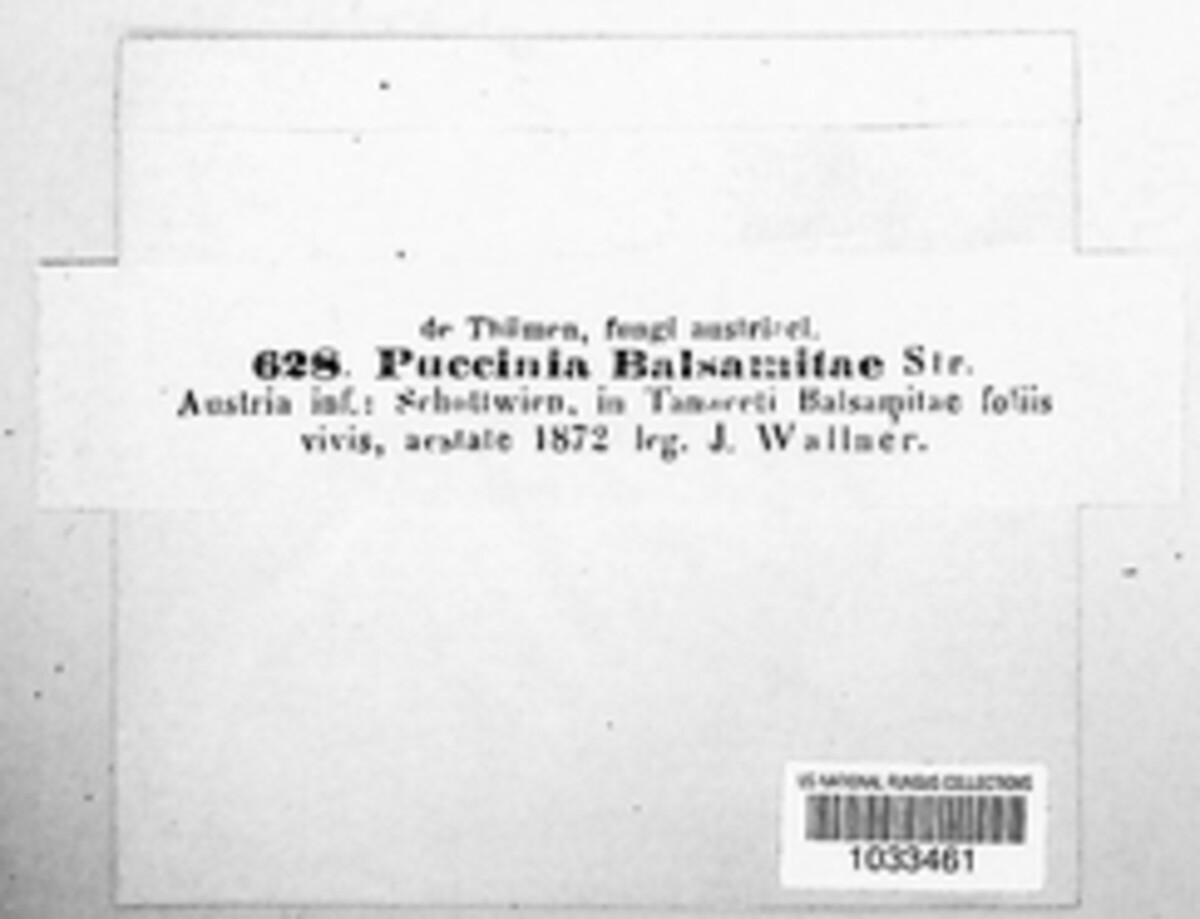 de Thümen, fungi austriaci.
628. Puccinia Balsamitae Str.
Austria inf.: Schottwien, in Tanaceti Balsamitae foliis
vivis, aestate 1872 leg. J. Wallner.
US NATIONAL FUNGUS COLLECTIONS
1033461